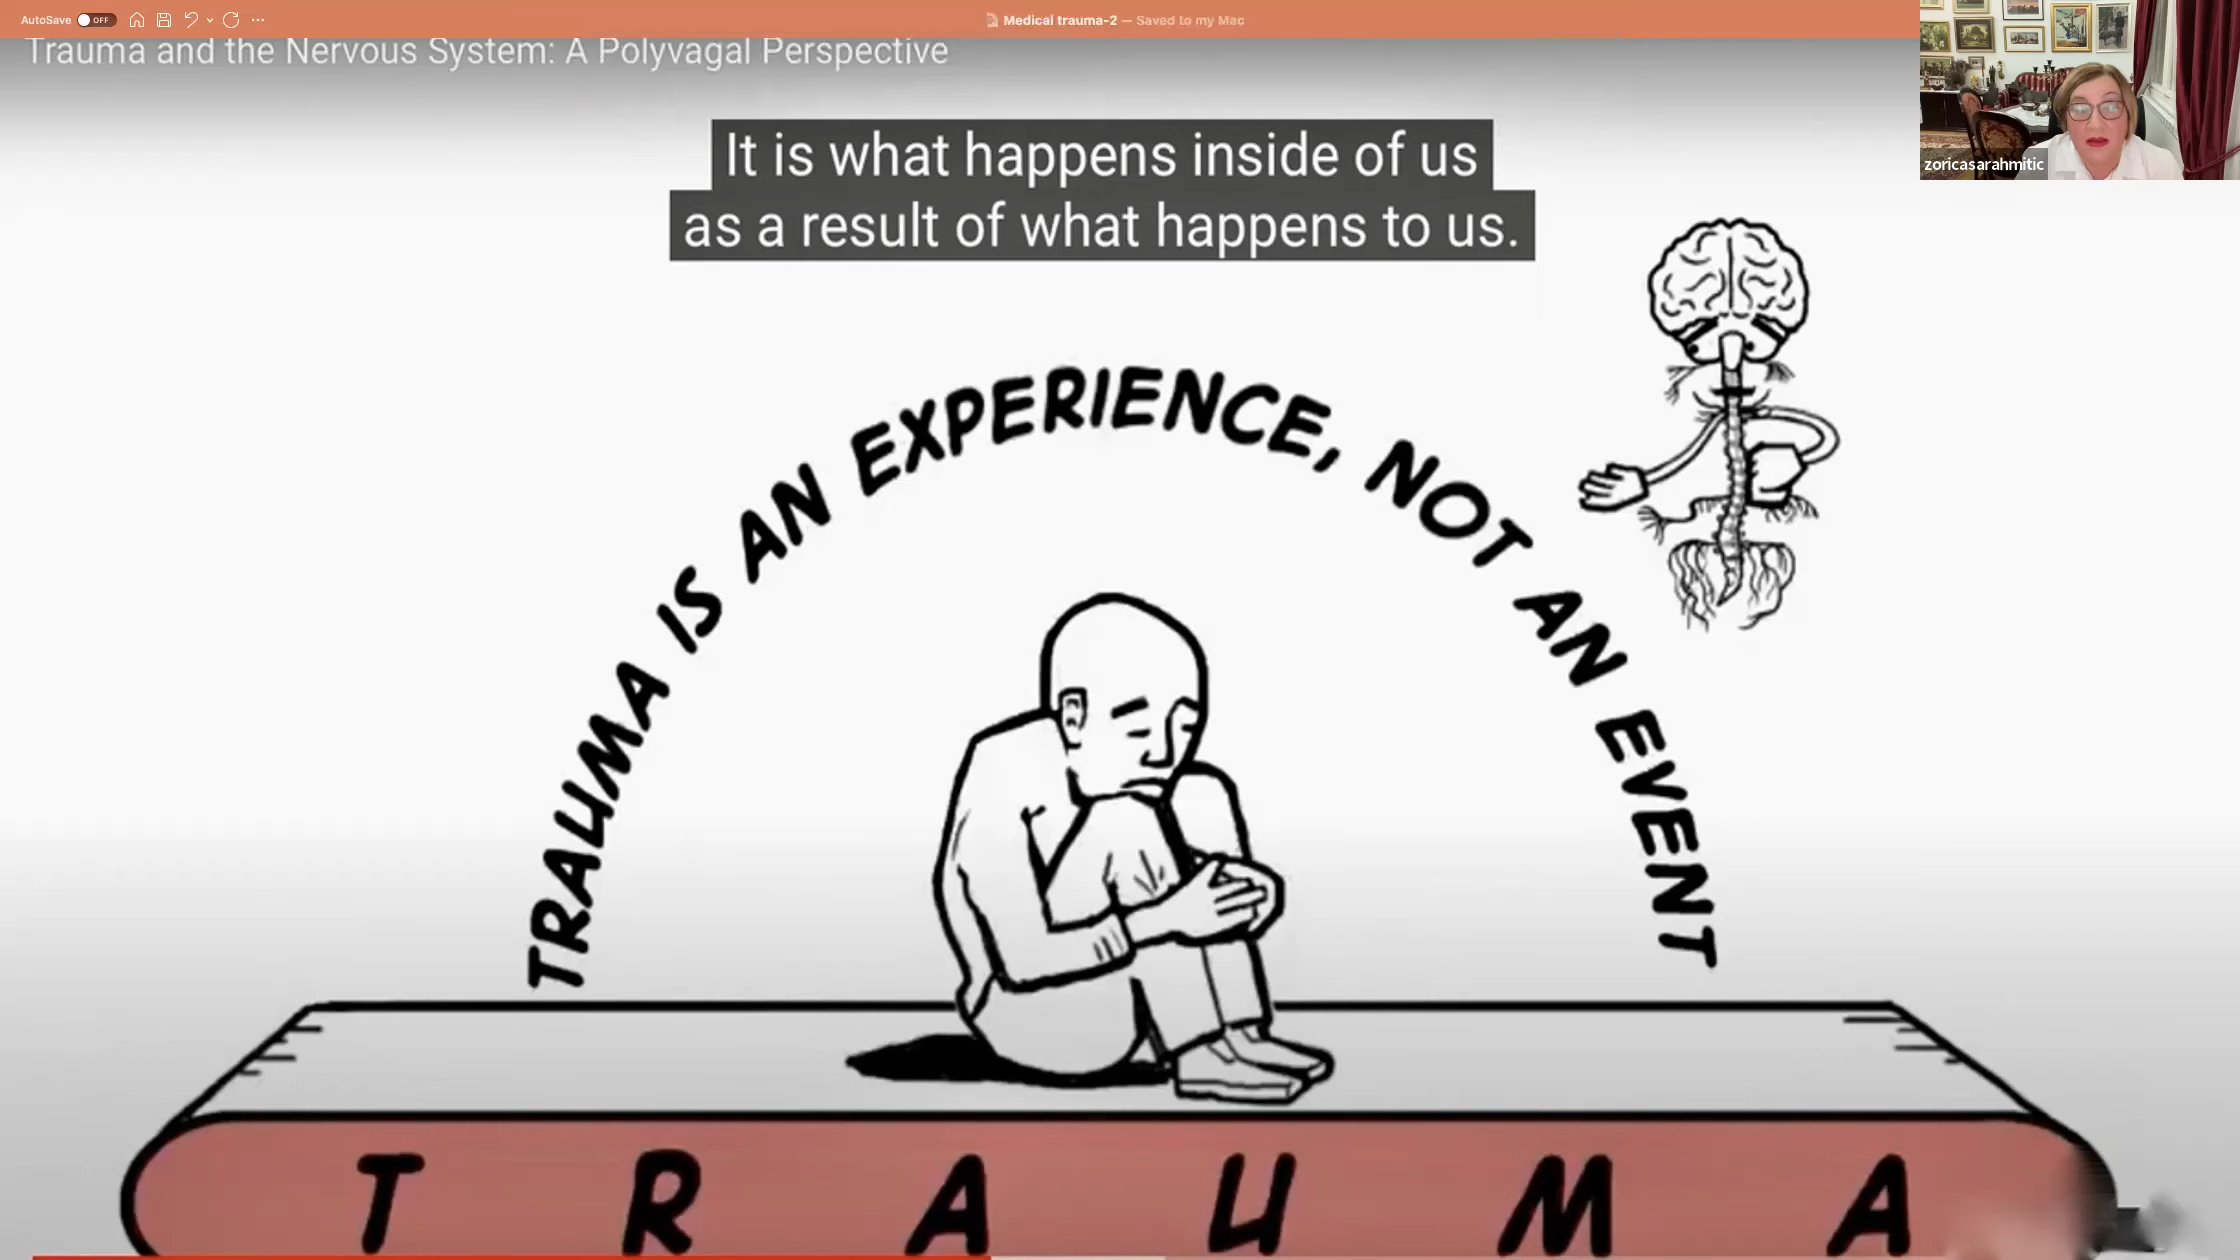 AutoSave OFF
Medical trauma-2 — Saved to my Mac
Trauma and the Nervous System: A Polyvagal Perspective
zoricasarahmitic
It is what happens inside of us
as a result of what happens to us.
TRAUMA IS AN EXPERIENCE, NOT AN EVENT
TRAUMA